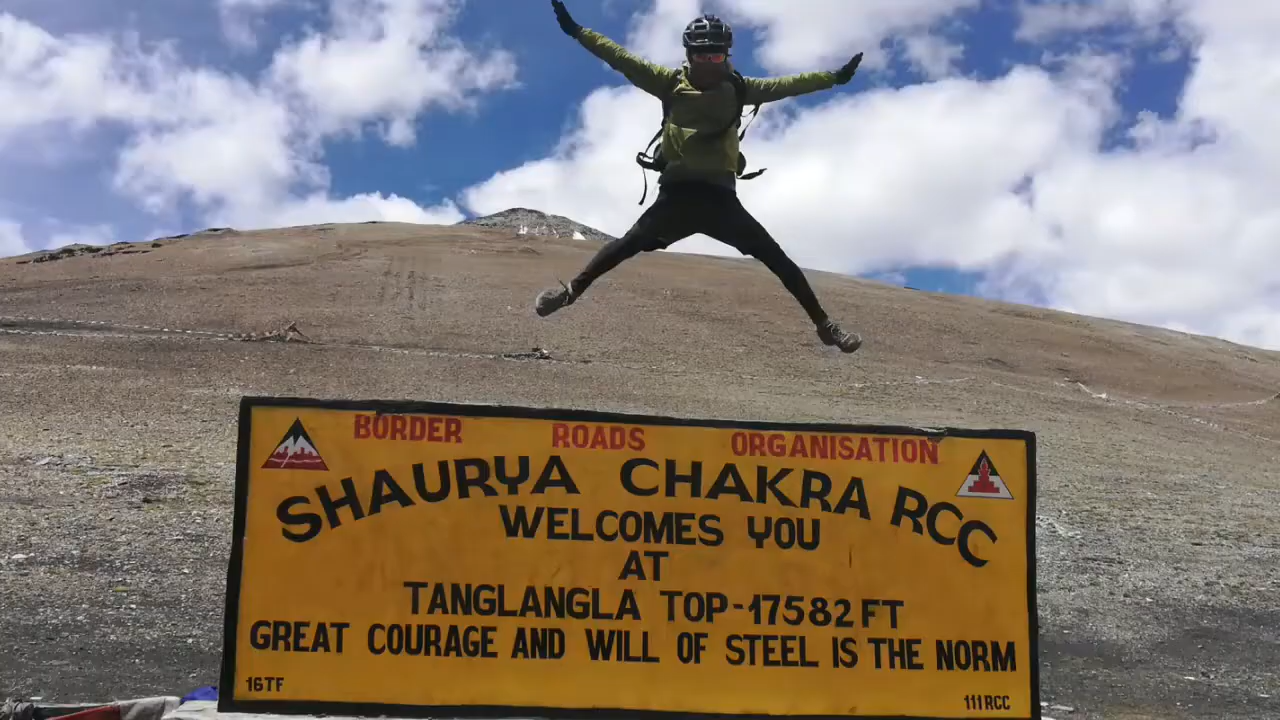 BORDER ROADS ORGANISATION
SHAURYA CHAKRA RCC
WELCOMES YOU
AT
TANGLANGLA TOP-17582 FT
GREAT COURAGE AND WILL OF STEEL IS THE NORM
16TF 111RCC